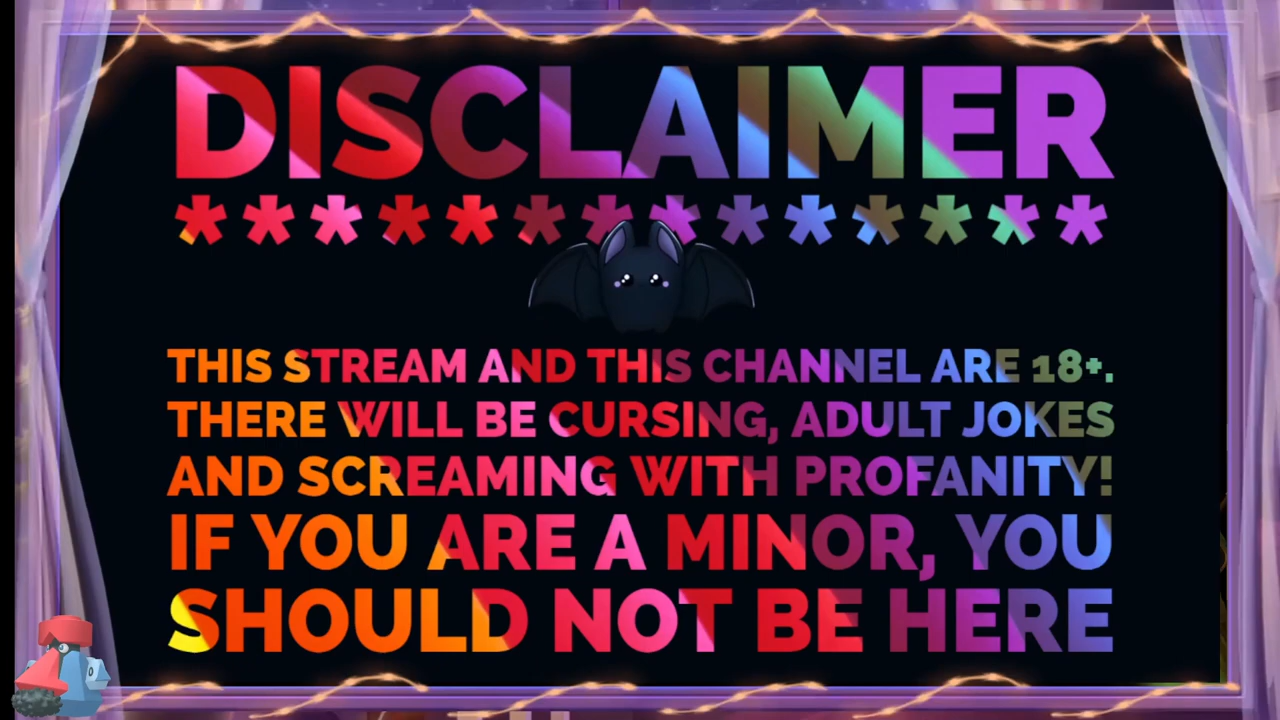 DISCLAIMER
**************
THIS STREAM AND THIS CHANNEL ARE 18+.
THERE WILL BE CURSING, ADULT JOKES
AND SCREAMING WITH PROFANITY!
IF YOU ARE A MINOR, YOU
SHOULD NOT BE HERE